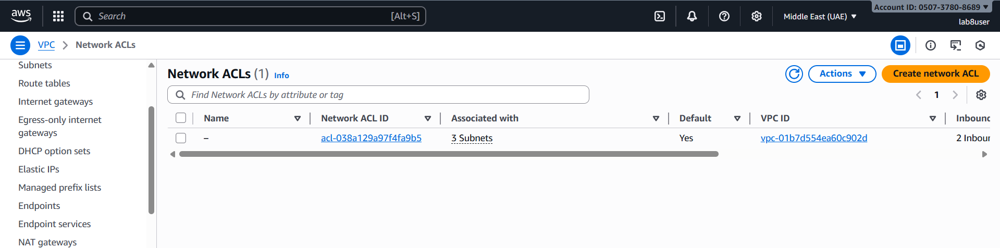 aws
Search
[Alt+S]
Middle East (UAE)
Account ID: 0507-3780-8689
lab8user
VPC
Network ACLs
Subnets
Route tables
Internet gateways
Egress-only internet
gateways
DHCP option sets
Elastic IPs
Managed prefix lists
Endpoints
Endpoint services
NAT gateways
Network ACLs (1) Info
Actions
Create network ACL
Find Network ACLs by attribute or tag
1
Name Network ACL ID Associated with Default VPC ID Inbound
– acl-038a129a97f4fa9b5 3 Subnets Yes vpc-01b7d554ea60c902d 2 Inbour